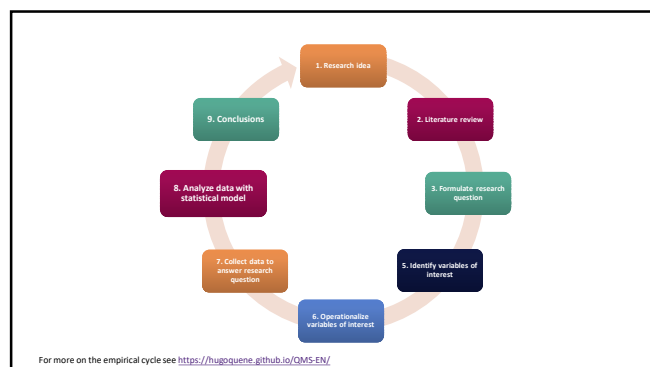 1. Research idea
2. Literature review
3. Formulate research
question
5. Identify variables of
interest
6. Operationalize
variables of interest
7. Collect data to
answer research
question
8. Analyze data with
statistical model
9. Conclusions
For more on the empirical cycle see https://hugoquene.github.io/QMS-EN/